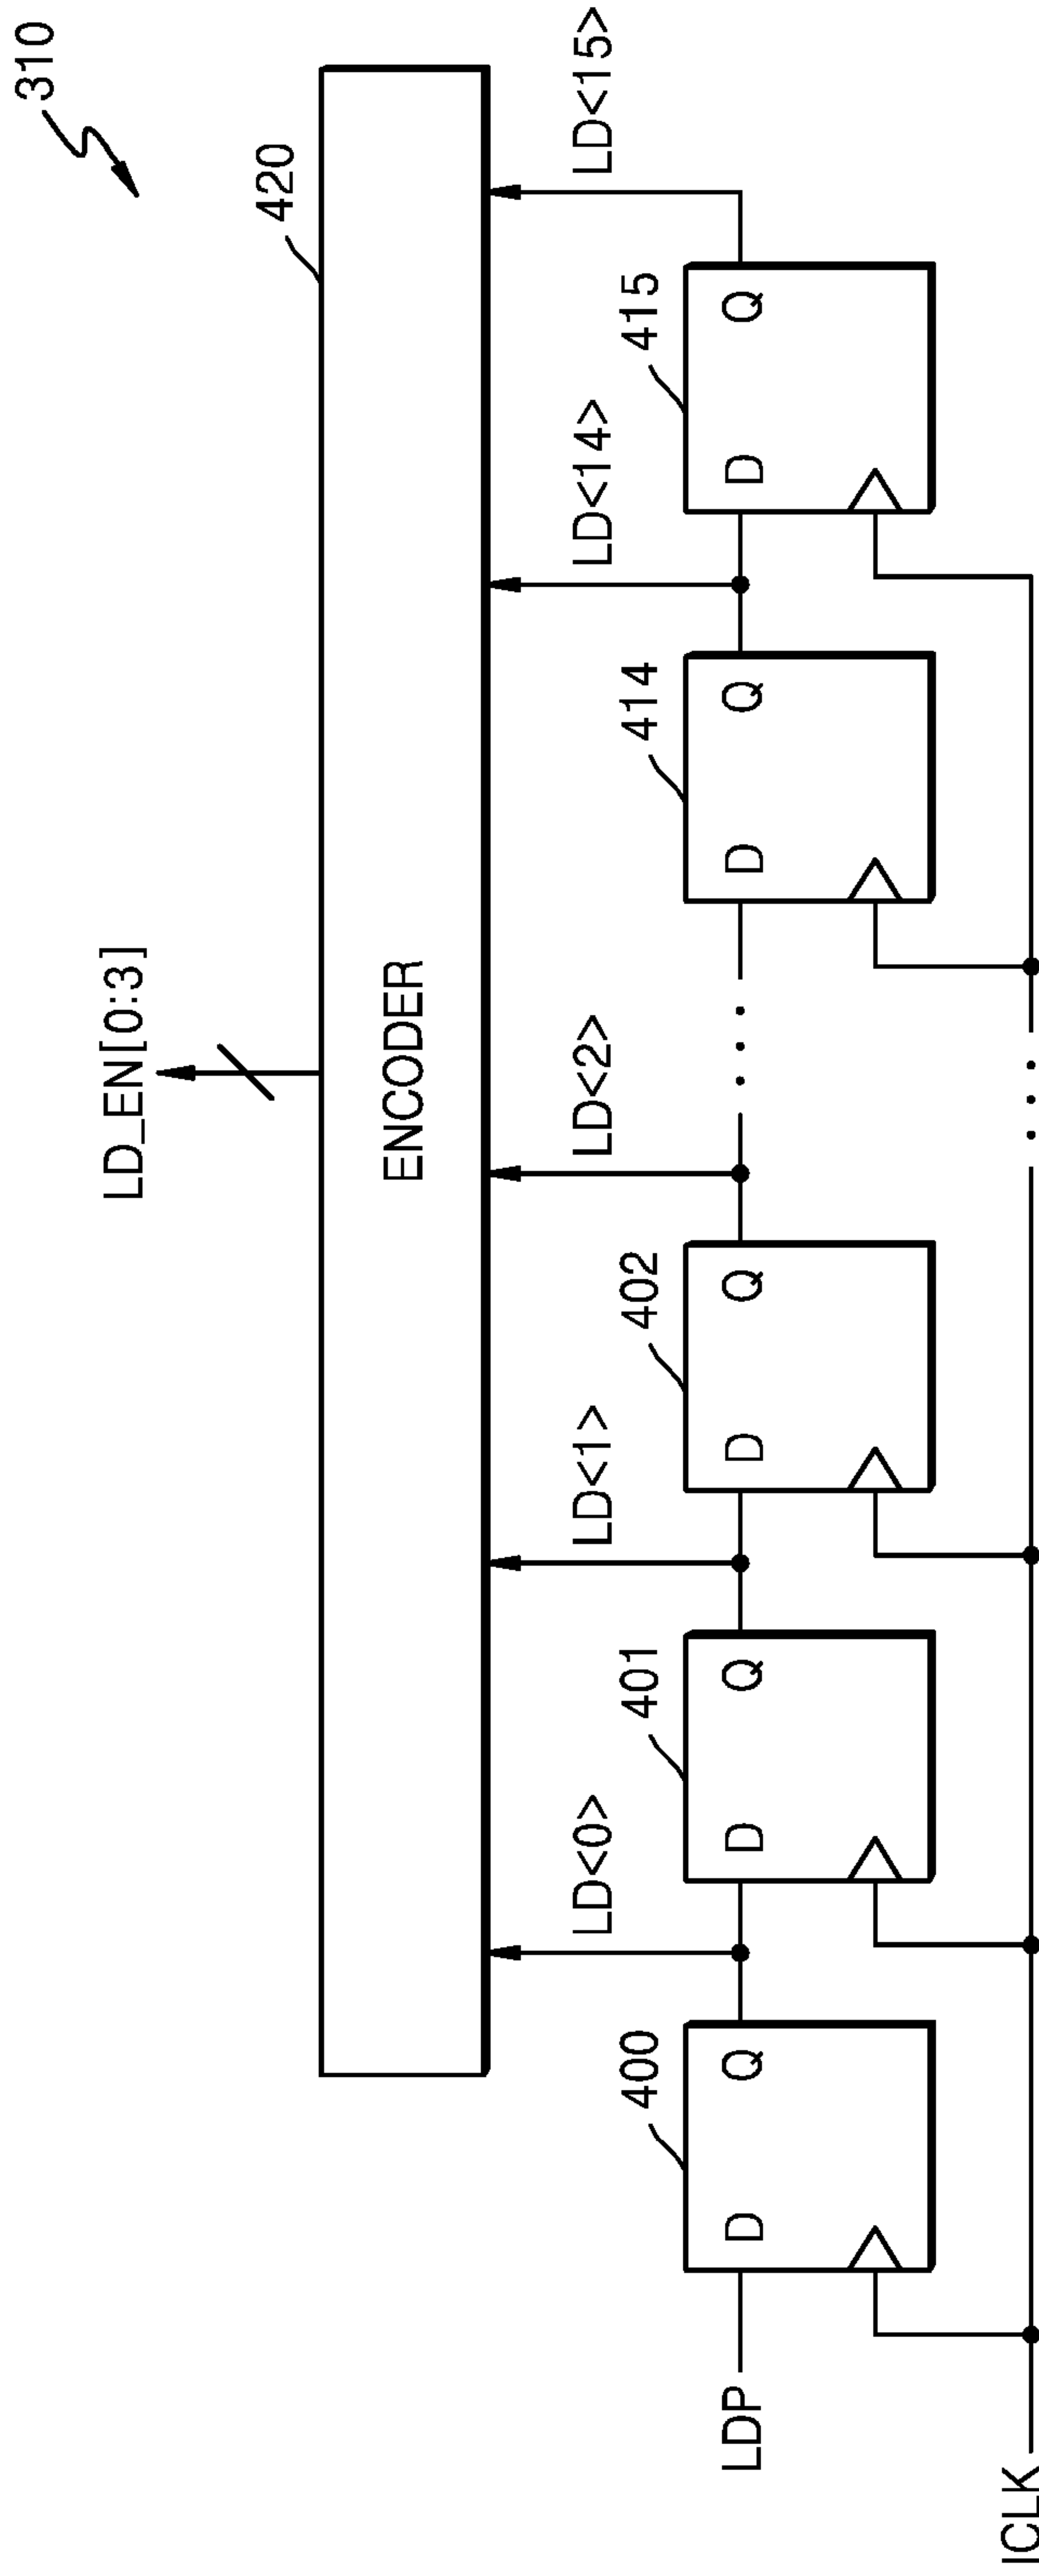 310
LD_EN[0:3]
420
ENCODER
LD<0>
LD<1>
LD<2>
LD<14>
LD<15>
400
401
402
414
415
LDP
D Q
D Q
D Q
D Q
D Q
ICLK